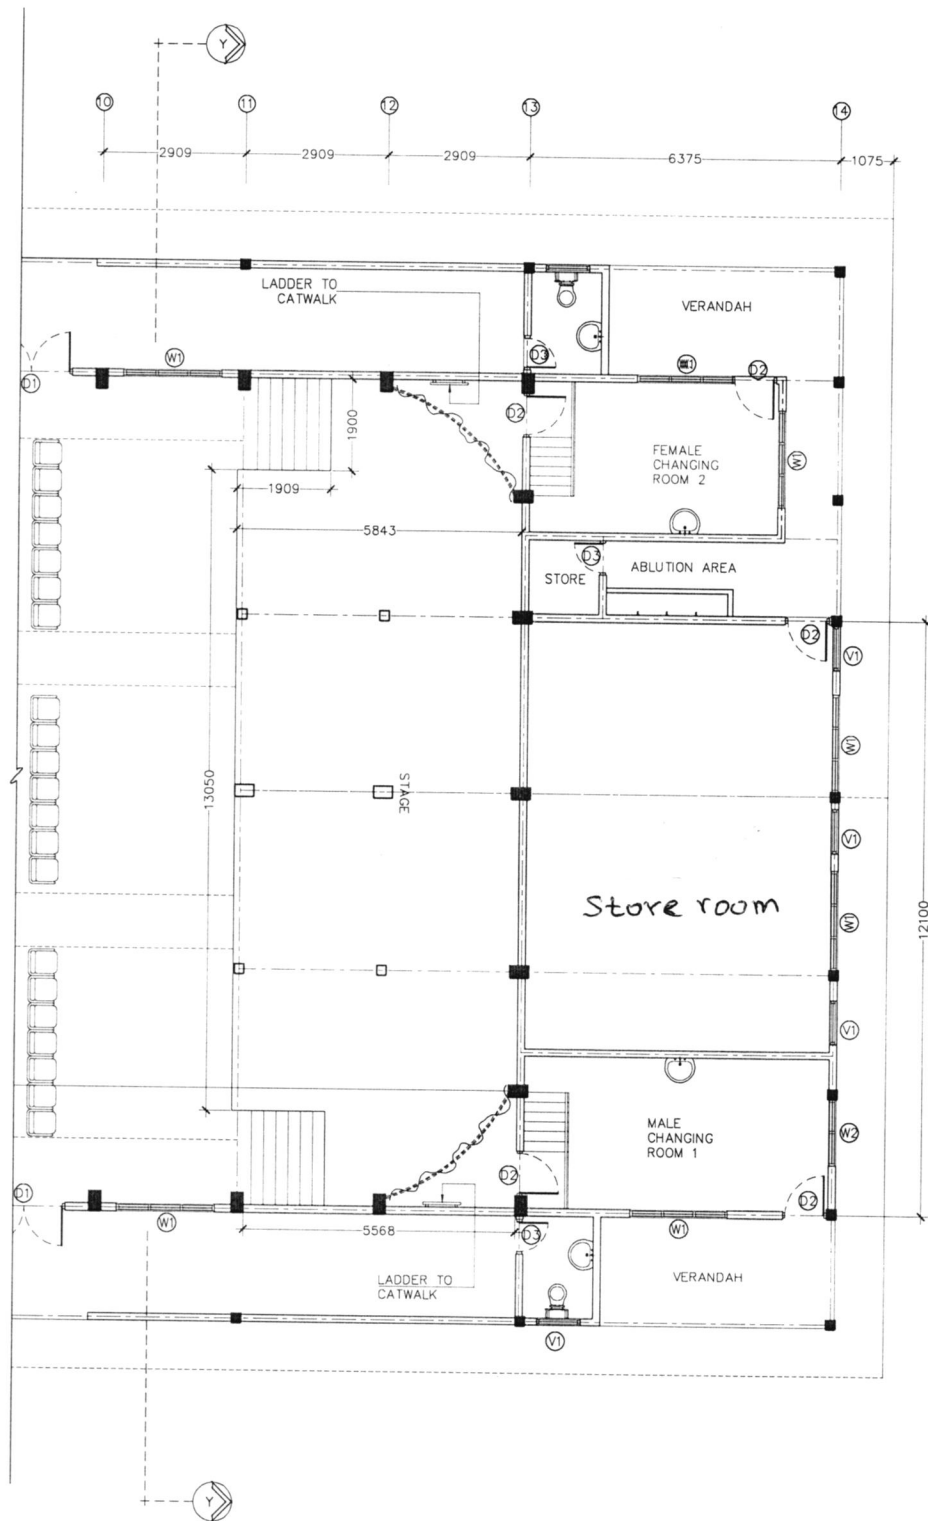 Y
10
11
12
13
14
2909
2909
2909
6375
1075
LADDER TO
CATWALK
VERANDAH
D3
D1
W1
D2
D2
1900
FEMALE
CHANGING
ROOM 2
W1
1909
5843
D3
STORE
ABLUTION AREA
D2
V1
W1
13050
STAGE
V1
Store room
W1
12100
V1
MALE
CHANGING
ROOM 1
W2
D2
D1
D2
W1
5568
D3
W1
LADDER TO
CATWALK
VERANDAH
V1
Y